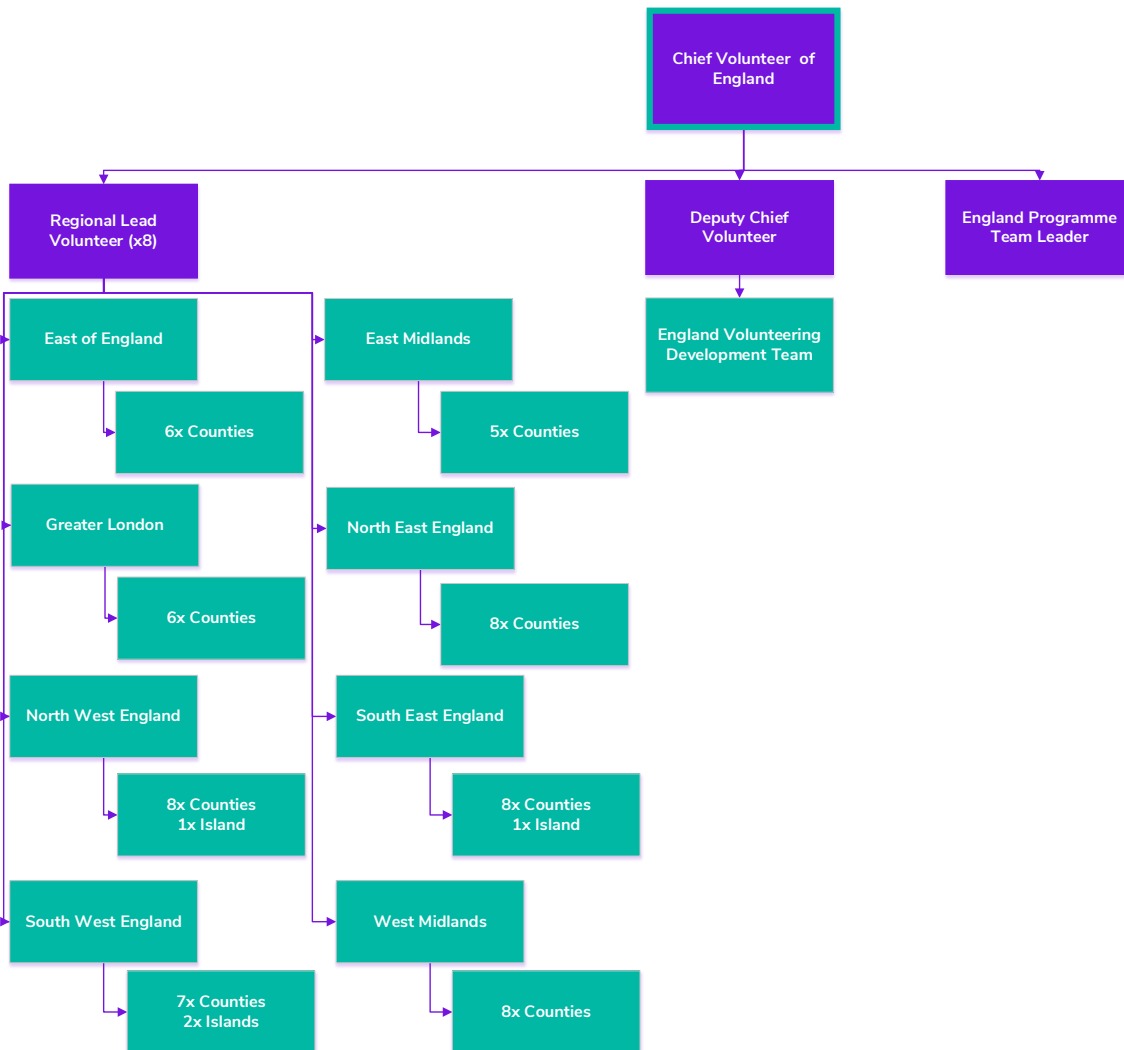 Chief Volunteer of
England
Regional Lead
Volunteer (x8)
Deputy Chief
Volunteer
England Programme
Team Leader
East of England
East Midlands
England Volunteering
Development Team
6x Counties
5x Counties
Greater London
North East England
6x Counties
8x Counties
North West England
South East England
8x Counties
1x Island
8x Counties
1x Island
South West England
West Midlands
7x Counties
2x Islands
8x Counties